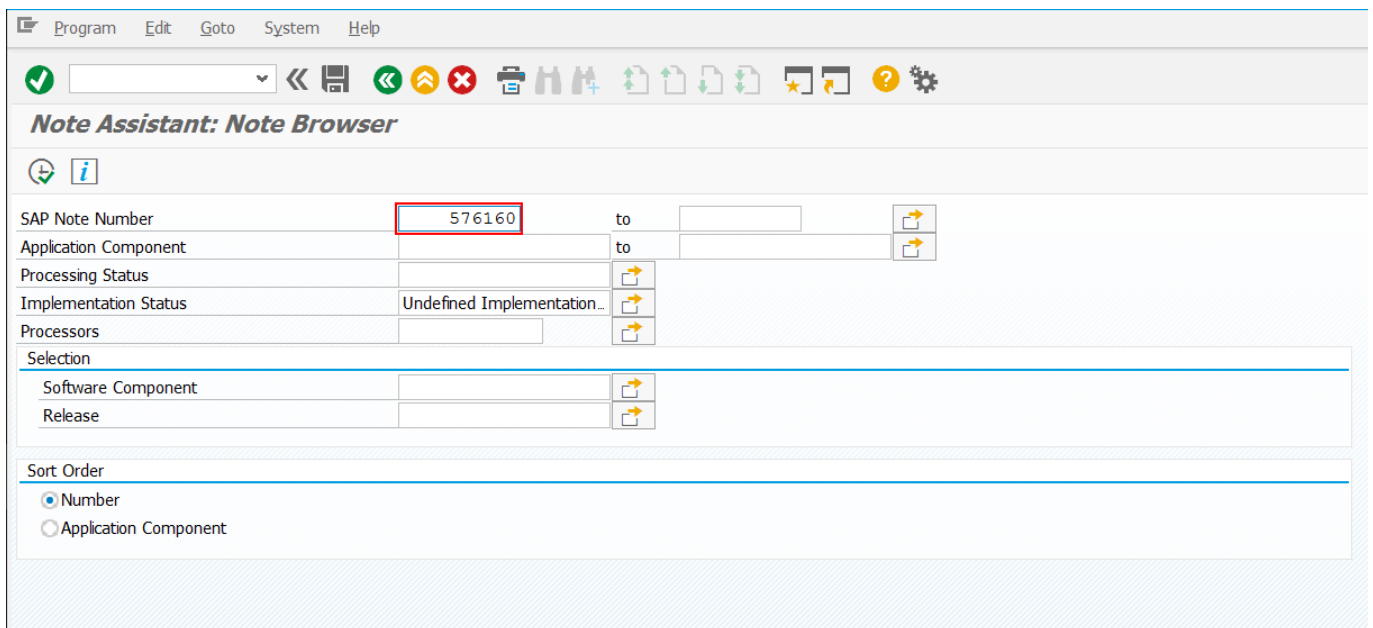 Program Edit Goto System Help
Note Assistant: Note Browser
SAP Note Number 576160 to
Application Component to
Processing Status
Implementation Status Undefined Implementation...
Processors
Selection
Software Component
Release
Sort Order
Number
Application Component